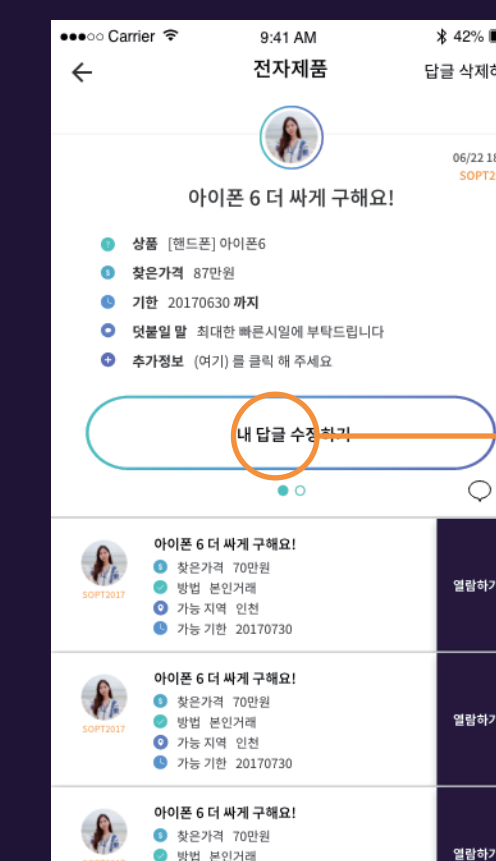 Carrier 9:41 AM 42%
전자제품 답글 삭제하
06/22 18
SOPT2
아이폰 6 더 싸게 구해요!
상품 [핸드폰] 아이폰6
찾은가격 87만원
기한 20170630 까지
덧붙일 말 최대한 빠른시일에 부탁드립니다
추가정보 (여기) 를 클릭 해 주세요
내 답글 수정하기
아이폰 6 더 싸게 구해요!
찾은가격 70만원
방법 본인거래
열람하기
SOPT2017
가능 지역 인천
가능 기한 20170730
아이폰 6 더 싸게 구해요!
찾은가격 70만원
방법 본인거래
열람하기
SOPT2017
가능 지역 인천
가능 기한 20170730
아이폰 6 더 싸게 구해요!
찾은가격 70만원
방법 본인거래
열람하기